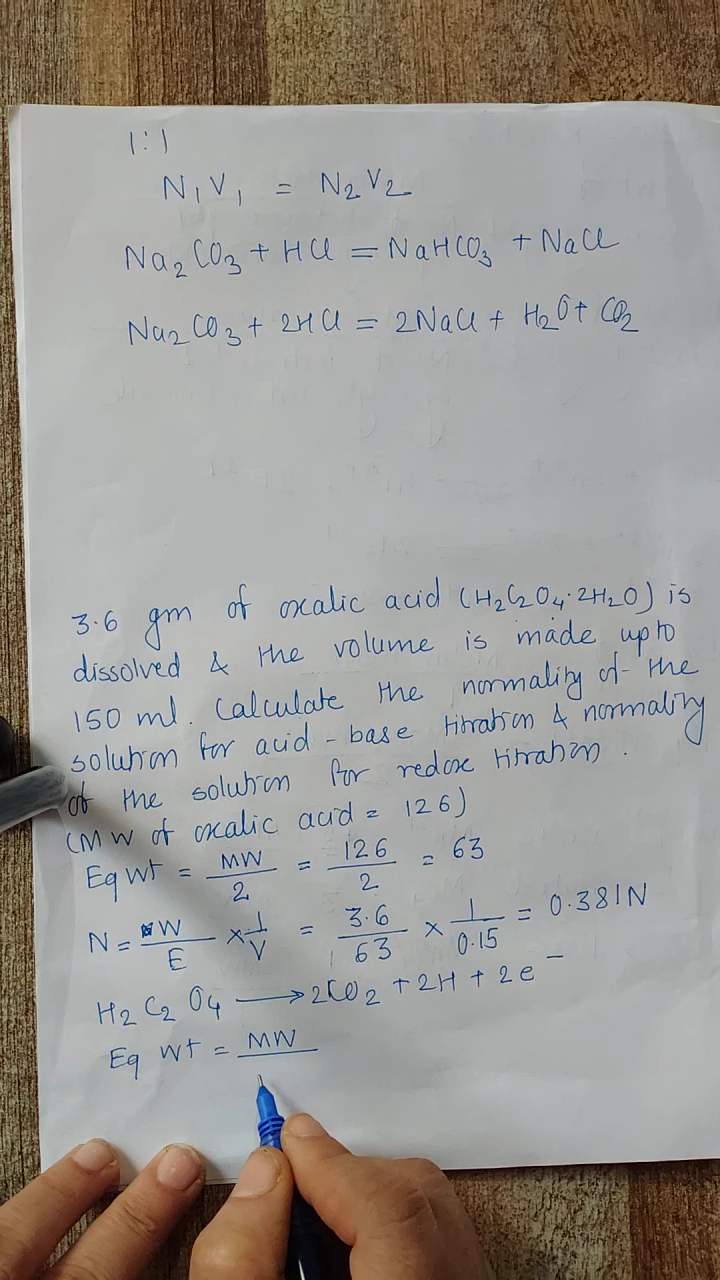 1:1
N₁V₁ = N₂V₂
Na₂CO₃ + HCl = NaHCO₃ + NaCl
Na₂CO₃ + 2HCl = 2NaCl + H₂O + CO₂
3.6 gm of oxalic acid (H₂C₂O₄·2H₂O) is
dissolved & the volume is made upto
150 ml. Calculate the normality of the
solution for acid-base titration & normality
of the solution for redox titration.
(MW of oxalic acid = 126)
Eq Wt = MW/2 = 126/2 = 63
N = W/E × 1/V = 3.6/63 × 1/0.15 = 0.381N
H₂C₂O₄ ⟶ 2CO₂ + 2H + 2e⁻
Eq Wt = MW